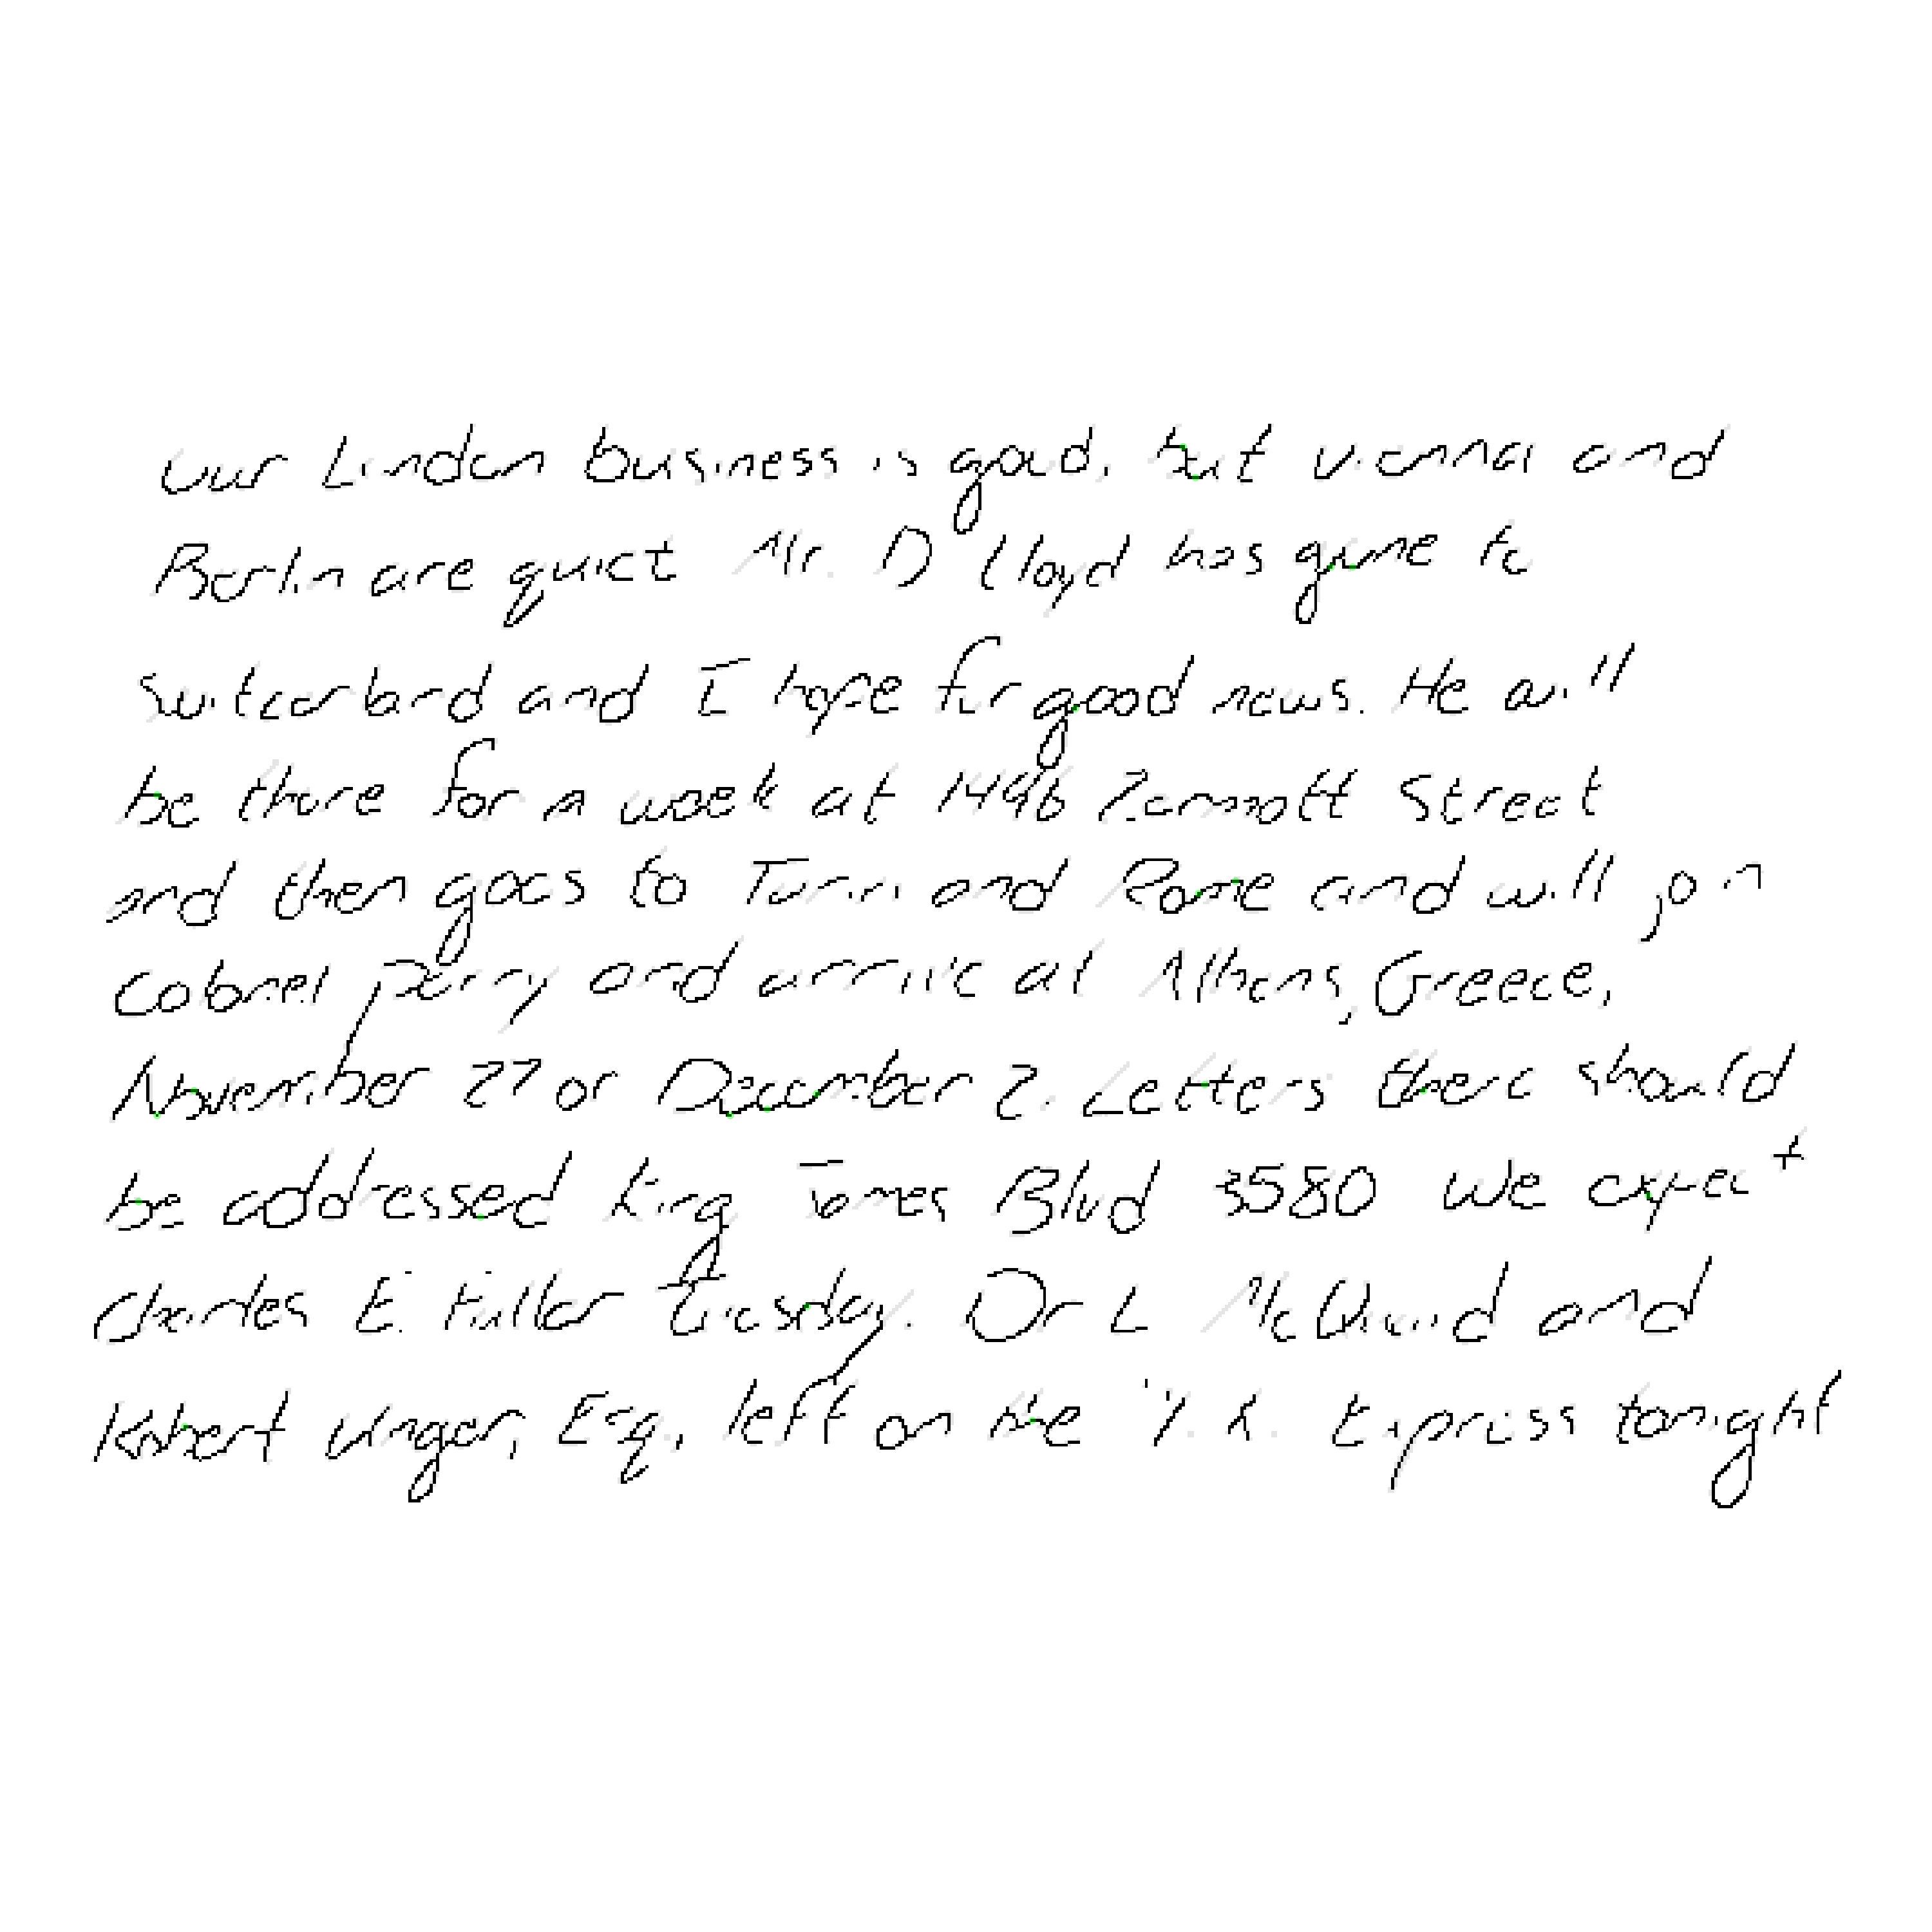 Our London business is good, but Vienna and
Berlin are quiet Mr. D Lloyd has gone to
Switzerland and I hope for good news. He will
be there for a week at 1496 Zermott Street
and then goes to Turin and Rome and will join
Colonel Parry and arrive at Athens, Greece,
November 27 or December 2. Letters there should
be addressed King James Blvd 3580 We expect
Charles E. Fuller Tuesday. Dr L McQuaid and
Robert Unger, Esq., left on the Express tonight